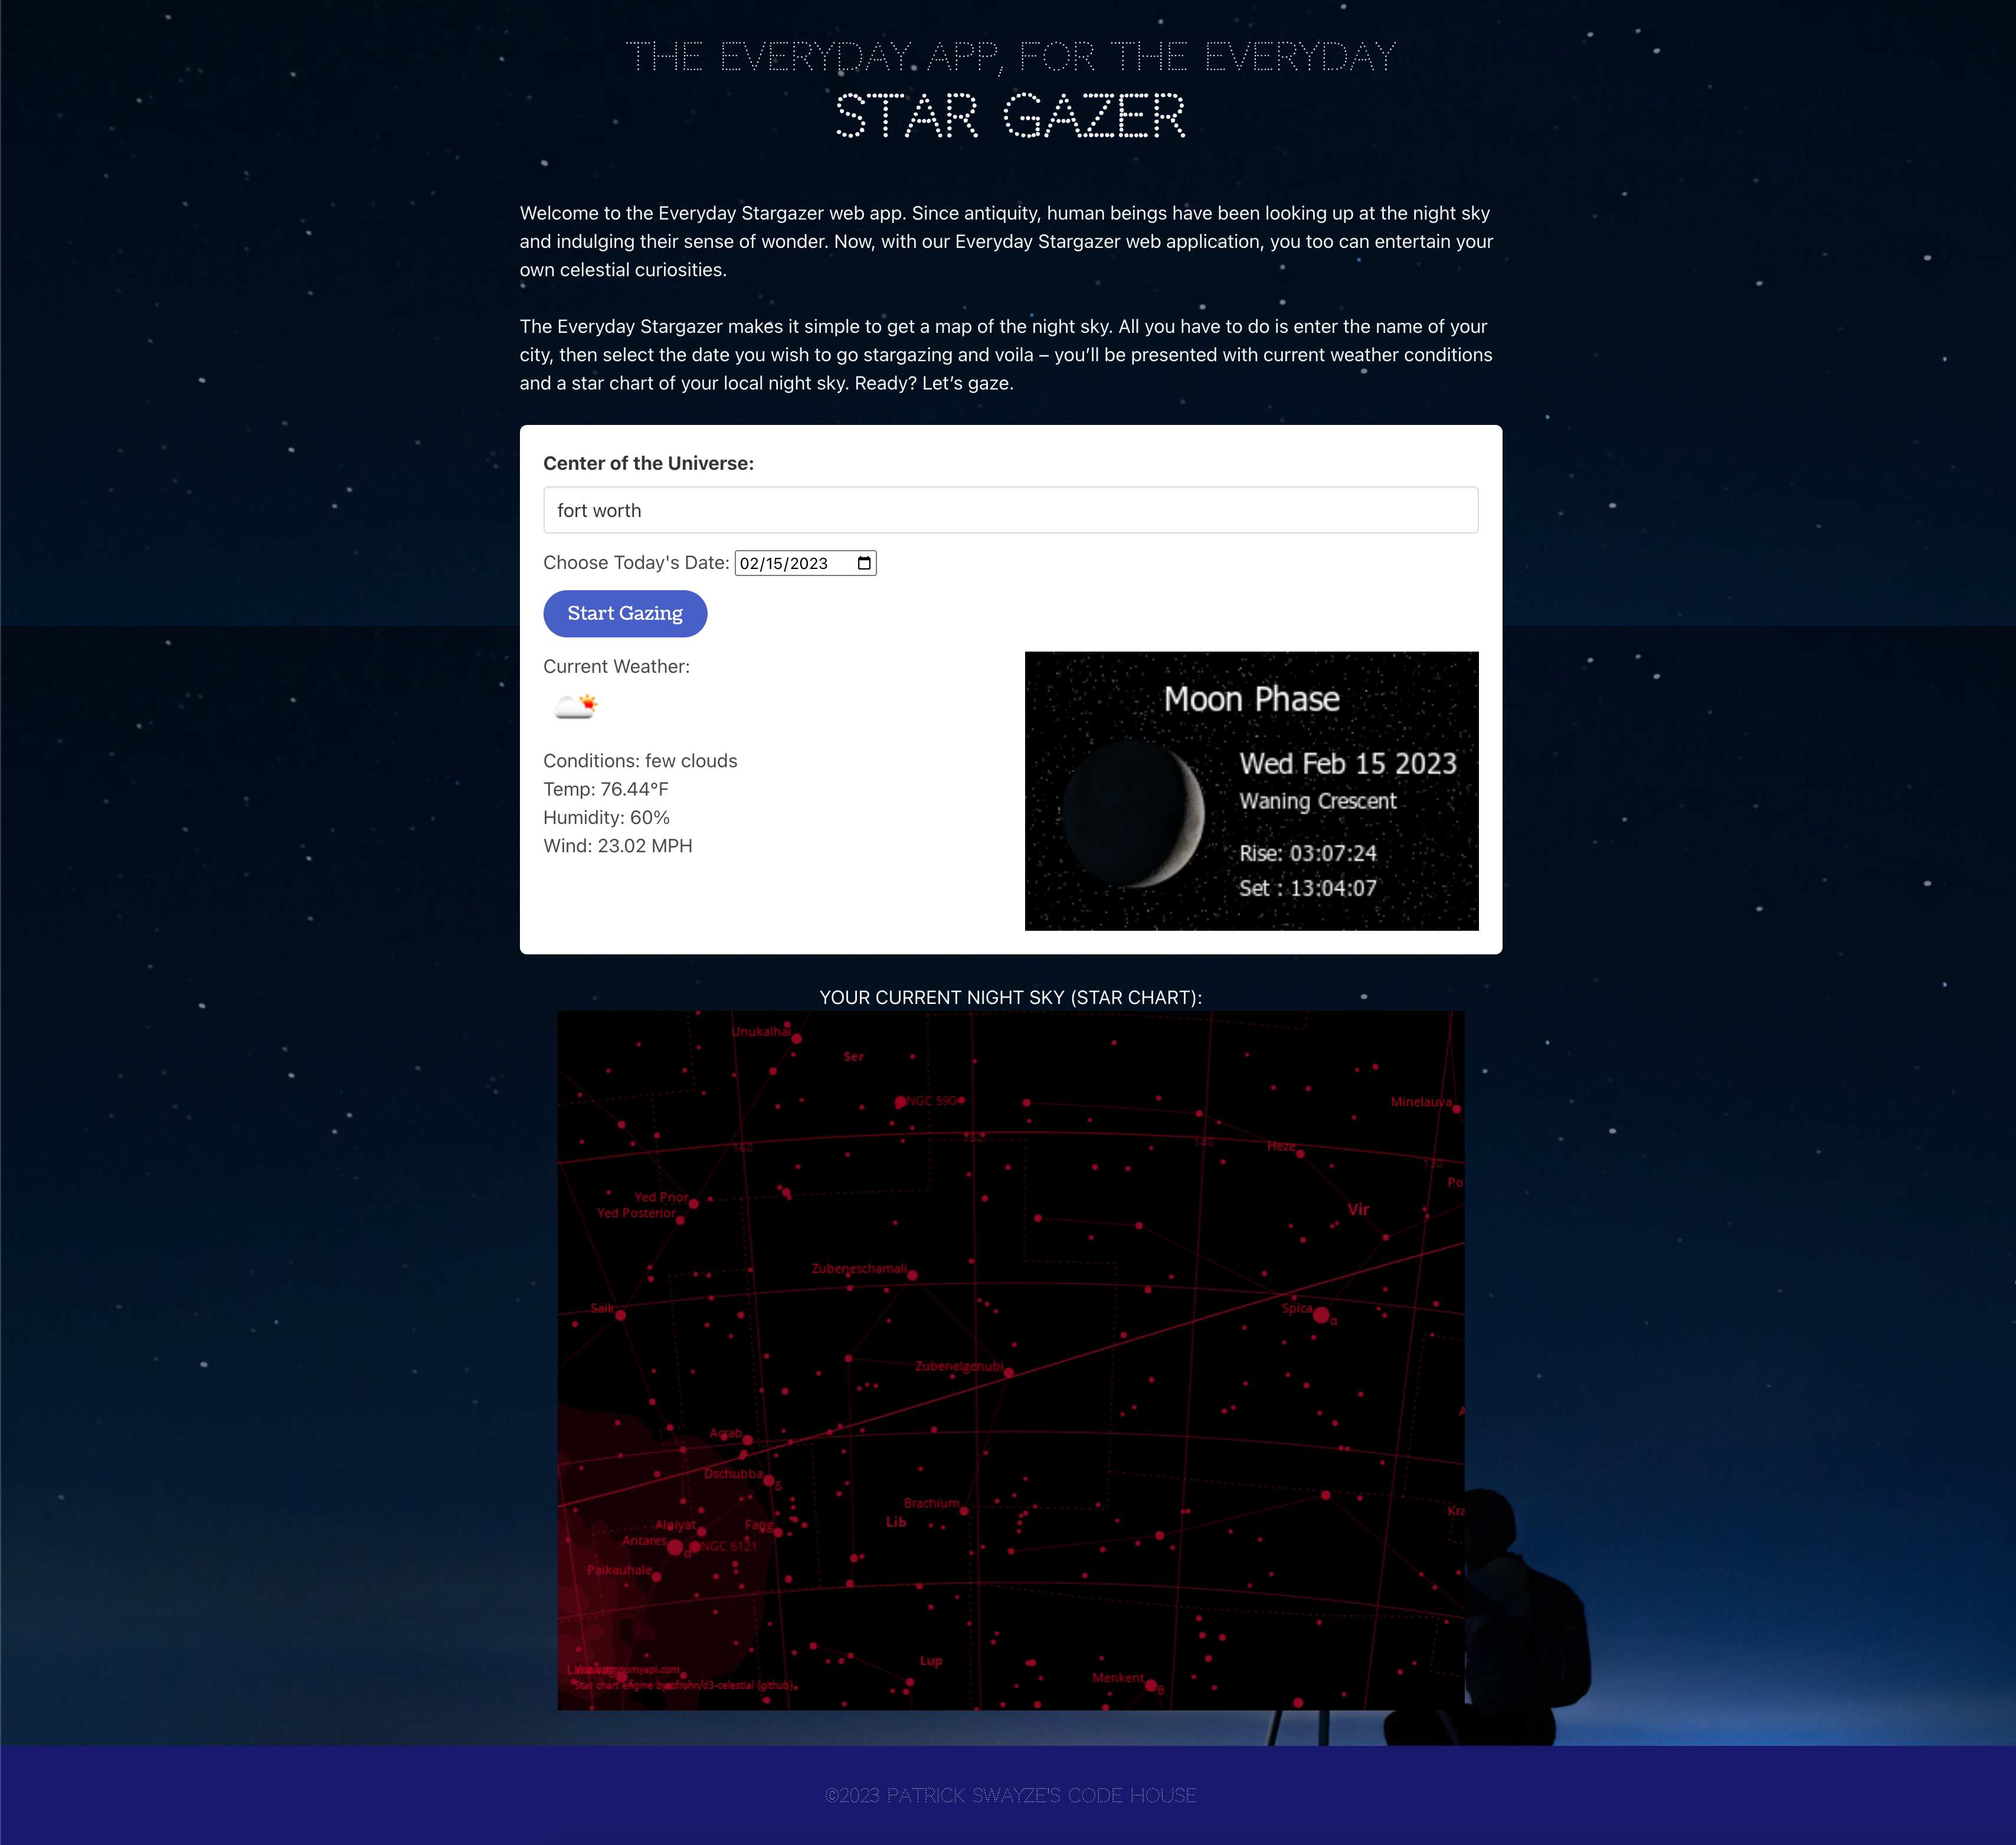 THE EVERYDAY APP, FOR THE EVERYDAY
STAR GAZER
Welcome to the Everyday Stargazer web app. Since antiquity, human beings have been looking up at the night sky
and indulging their sense of wonder. Now, with our Everyday Stargazer web application, you too can entertain your
own celestial curiosities.
The Everyday Stargazer makes it simple to get a map of the night sky. All you have to do is enter the name of your
city, then select the date you wish to go stargazing and voila – you’ll be presented with current weather conditions
and a star chart of your local night sky. Ready? Let’s gaze.
Center of the Universe:
fort worth
Choose Today's Date: 02/15/2023
Start Gazing
Current Weather:
Conditions: few clouds
Temp: 76.44°F
Humidity: 60%
Wind: 23.02 MPH
Moon Phase
Wed Feb 15 2023
Waning Crescent
Rise: 03:07:24
Set : 13:04:07
YOUR CURRENT NIGHT SKY (STAR CHART):
Unukalhai
Ser
NGC 5904
Minelauva
Heze
Yed Prior
Yed Posterior
Vir
Po
Zubeneschamali
Saik
Spica
α
Zubenelgenubi
Acrab
Dschubba
δ
Brachium
Lib
Kra
Alniyat
Fang
Antares
α
NGC 6121
Paikauhale
Lup
Menkent
θ
Star chart engine by ofrohn/d3-celestial (github)
©2023 PATRICK SWAYZE'S CODE HOUSE